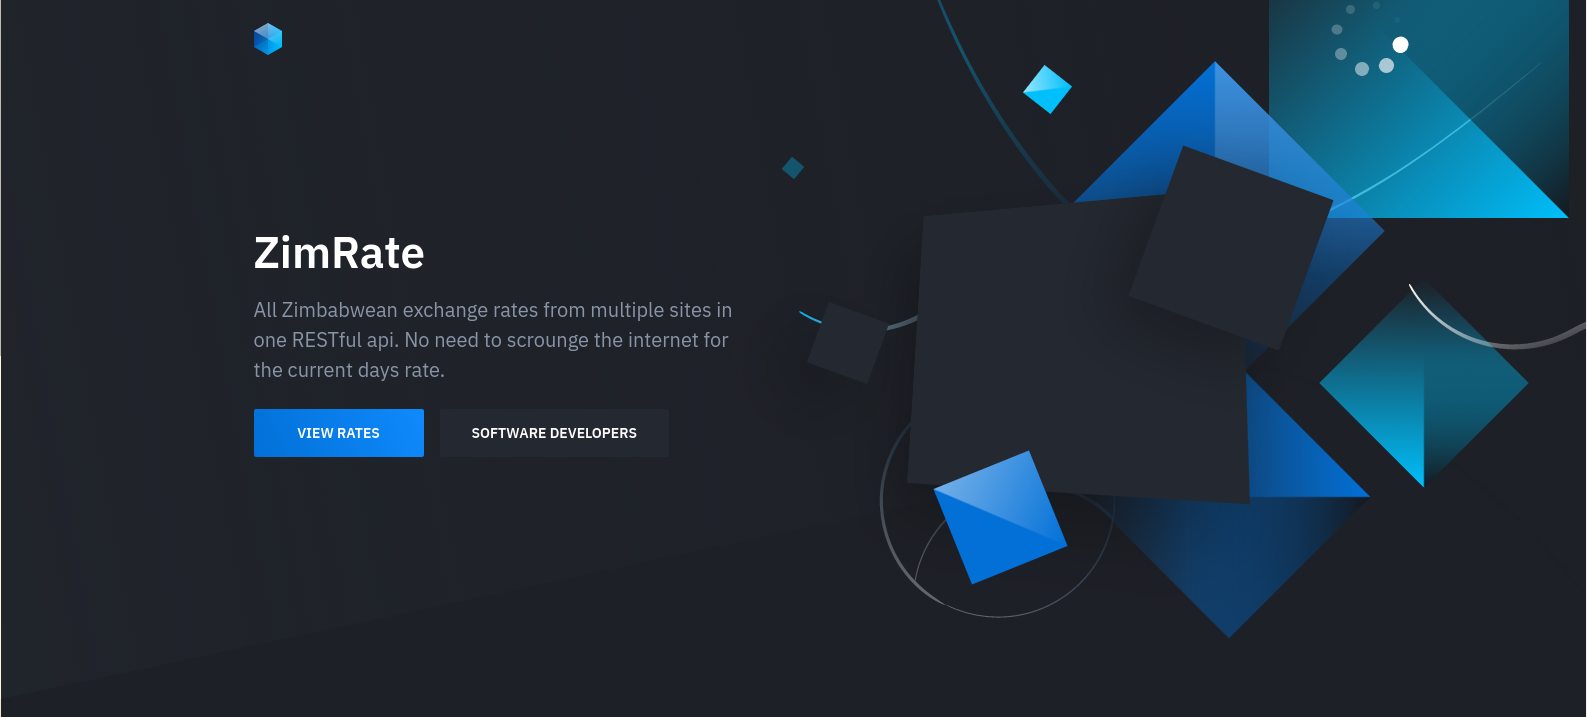 ZimRate
All Zimbabwean exchange rates from multiple sites in
one RESTful api. No need to scrounge the internet for
the current days rate.
VIEW RATES
SOFTWARE DEVELOPERS